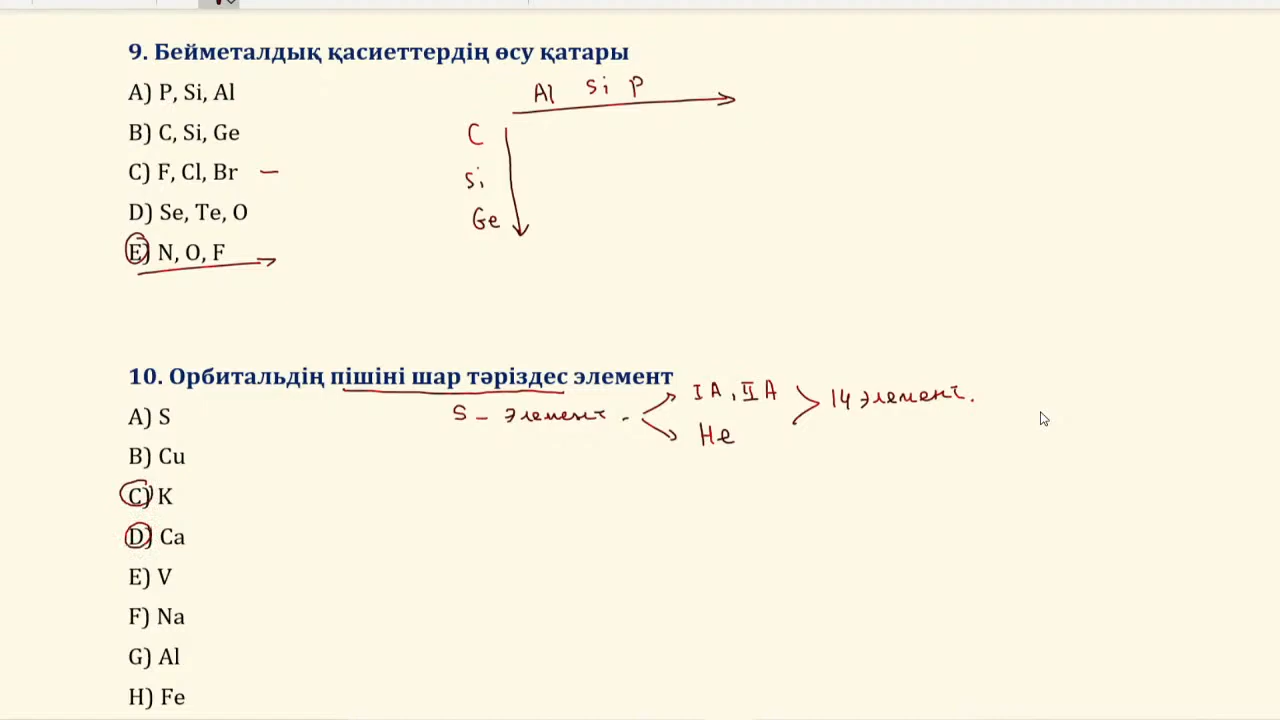 9. Бейметалдық қасиеттердің өсу қатары
A) P, Si, Al
Al Si P
B) C, Si, Ge
C
C) F, Cl, Br –
Si
D) Se, Te, O
Ge
E) N, O, F
10. Орбитальдің пішіні шар тәріздес элемент
A) S
S – элемент – IA, IIA 14 элемент.
He
B) Cu
C) K
D) Ca
E) V
F) Na
G) Al
H) Fe